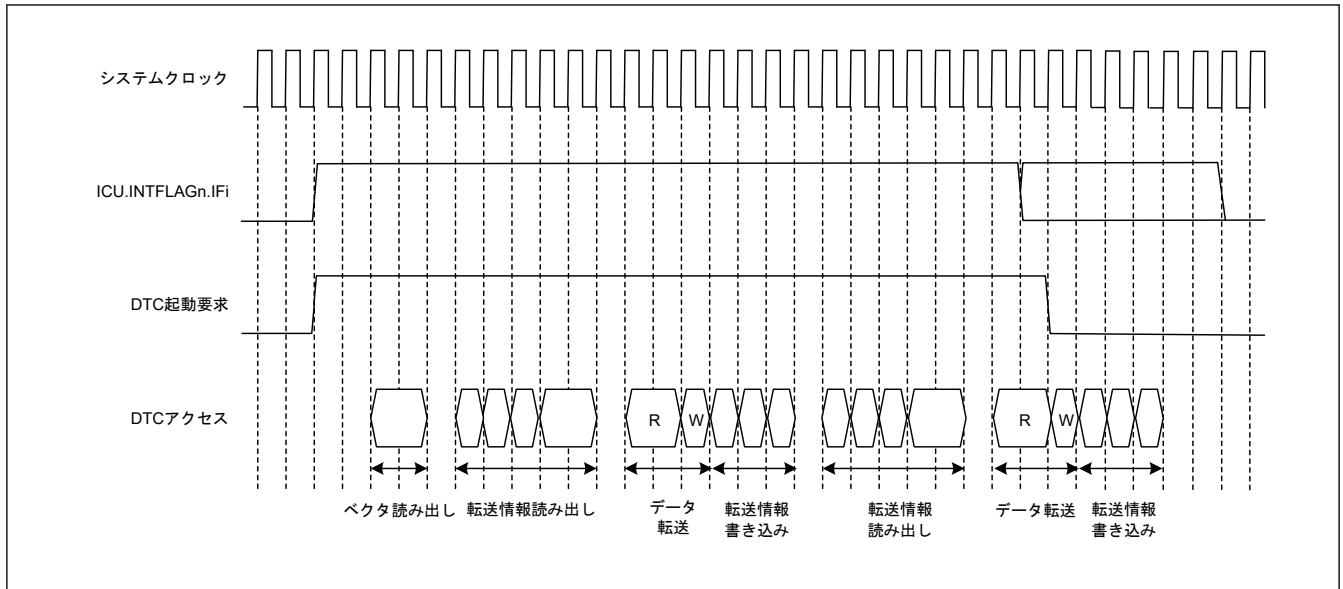 システムクロック
ICU.INTFLAGn.IFi
DTC起動要求
DTCアクセス
R
W
R
W
ベクタ読み出し
転送情報読み出し
データ
転送
転送情報
書き込み
転送情報
読み出し
データ転送
転送情報
書き込み